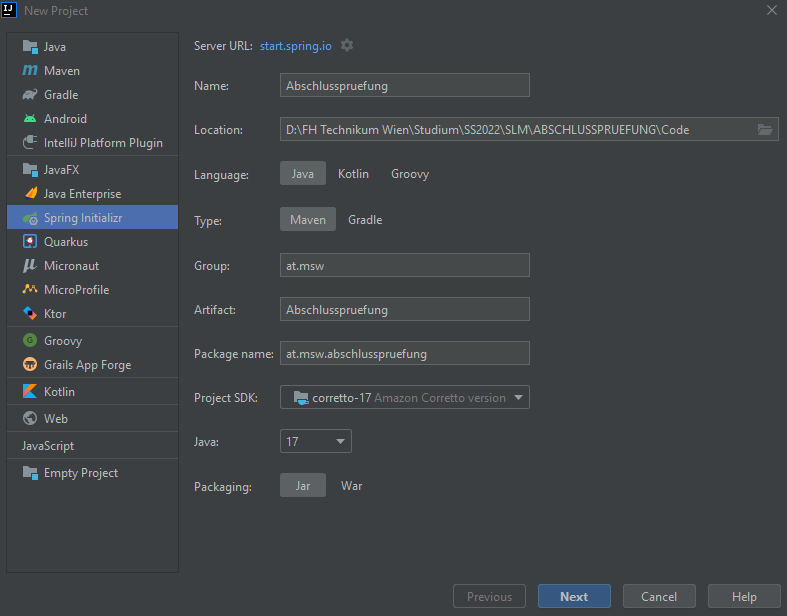 New Project
Java
Maven
Gradle
Android
IntelliJ Platform Plugin
JavaFX
Java Enterprise
Spring Initializr
Quarkus
Micronaut
MicroProfile
Ktor
Groovy
Grails App Forge
Kotlin
Web
JavaScript
Empty Project
Server URL: start.spring.io
Name: Abschlusspruefung
Location: D:\FH Technikum Wien\Studium\SS2022\SLM\ABSCHLUSSPRUEFUNG\Code
Language: Java Kotlin Groovy
Type: Maven Gradle
Group: at.msw
Artifact: Abschlusspruefung
Package name: at.msw.abschlusspruefung
Project SDK: corretto-17 Amazon Corretto version
Java: 17
Packaging: Jar War
Previous Next Cancel Help